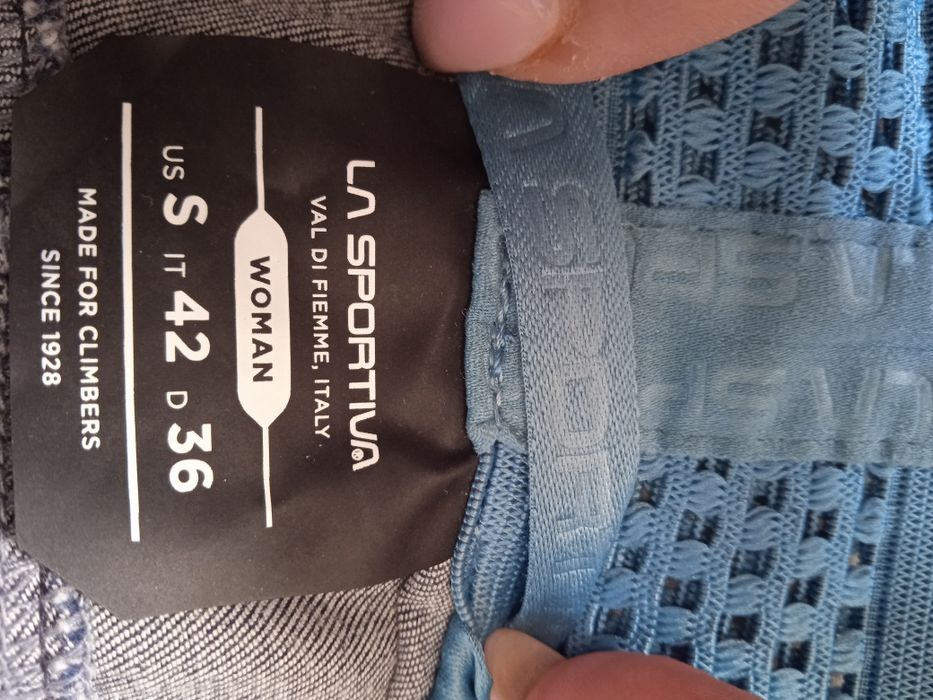 LA SPORTIVA®
VAL DI FIEMME, ITALY
WOMAN
US S IT 42 D 36
MADE FOR CLIMBERS
SINCE 1928